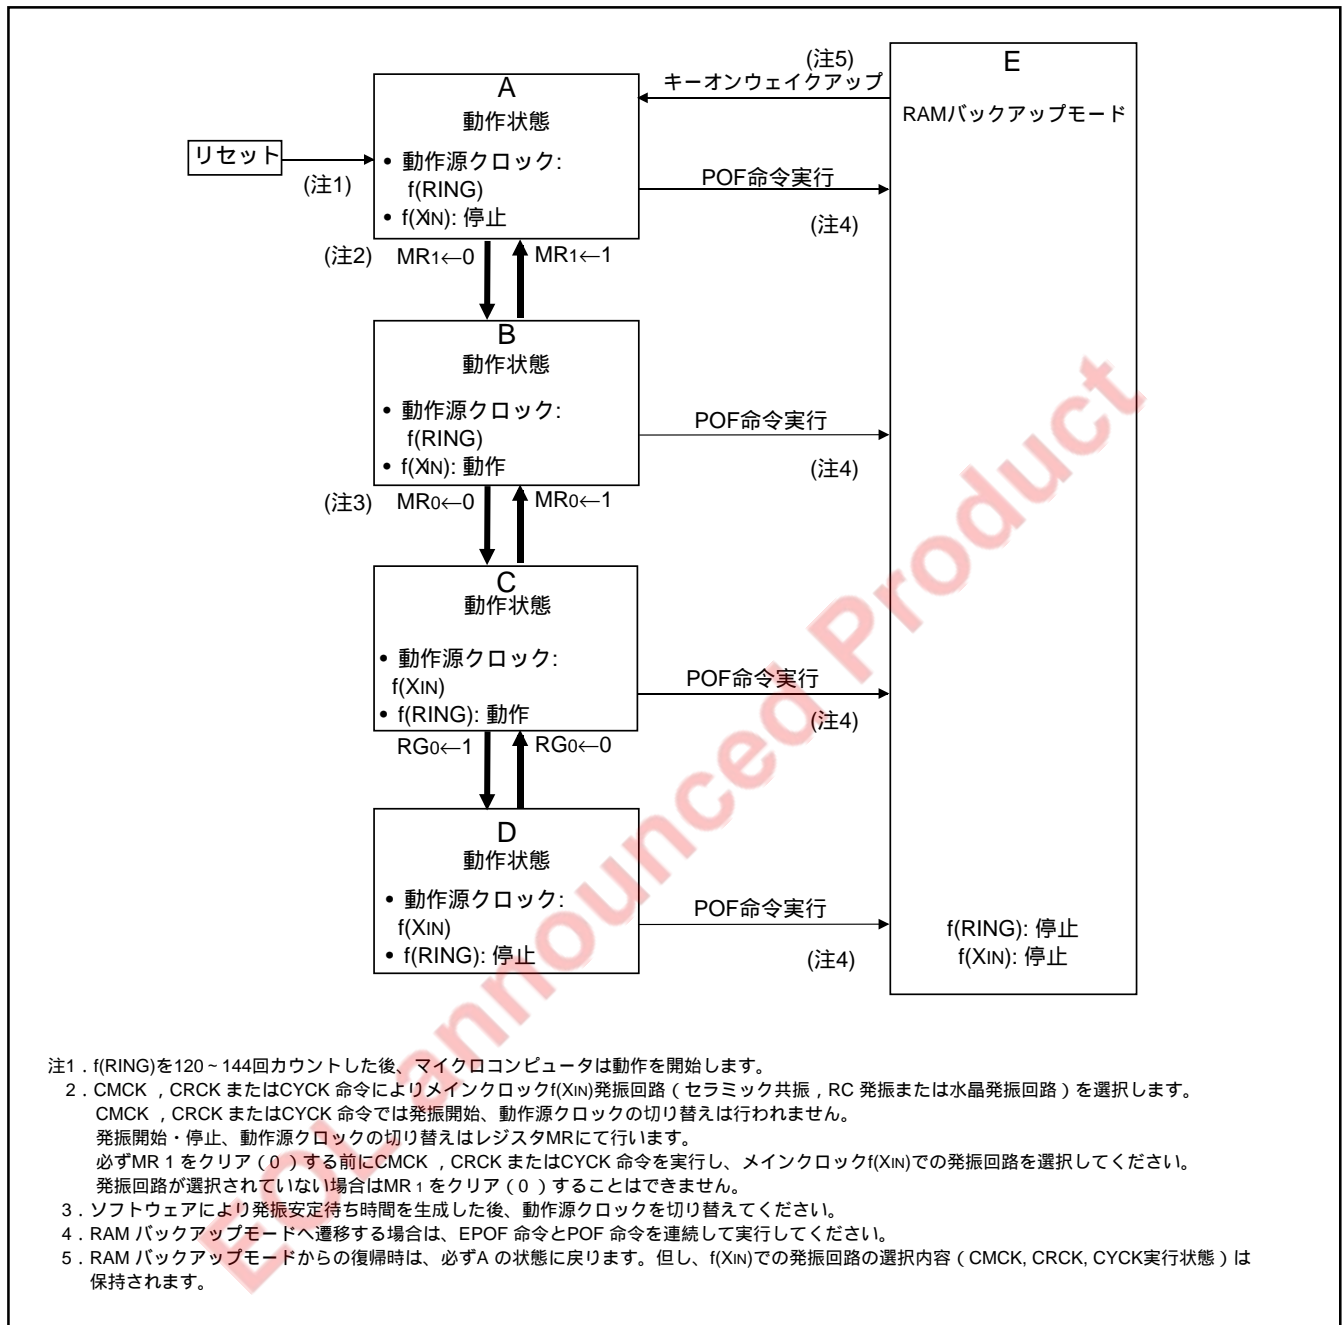 (注5)
キーオンウェイクアップ
E
RAMバックアップモード
A
動作状態
• 動作源クロック:
f(RING)
• f(XIN): 停止
リセット
(注1)
POF命令実行
(注4)
(注2)
MR1←0
MR1←1
B
動作状態
• 動作源クロック:
f(RING)
• f(XIN): 動作
POF命令実行
(注4)
(注3)
MR0←0
MR0←1
C
動作状態
• 動作源クロック:
f(XIN)
• f(RING): 動作
POF命令実行
(注4)
RG0←1
RG0←0
D
動作状態
• 動作源クロック:
f(XIN)
• f(RING): 停止
POF命令実行
(注4)
f(RING): 停止
f(XIN): 停止
注1．f(RING)を120～144回カウントした後、マイクロコンピュータは動作を開始します。
2．CMCK ，CRCK またはCYCK 命令によりメインクロックf(XIN)発振回路（セラミック共振，RC 発振または水晶発振回路）を選択します。
CMCK ，CRCK またはCYCK 命令では発振開始、動作源クロックの切り替えは行われません。
発振開始・停止、動作源クロックの切り替えはレジスタMRにて行います。
必ずMR 1 をクリア（0 ）する前にCMCK ，CRCK またはCYCK 命令を実行し、メインクロックf(XIN)での発振回路を選択してください。
発振回路が選択されていない場合はMR 1 をクリア（0 ）することはできません。
3．ソフトウェアにより発振安定待ち時間を生成した後、動作源クロックを切り替えてください。
4．RAM バックアップモードへ遷移する場合は、EPOF 命令とPOF 命令を連続して実行してください。
5．RAM バックアップモードからの復帰時は、必ずA の状態に戻ります。但し、f(XIN)での発振回路の選択内容（CMCK, CRCK, CYCK実行状態）は
保持されます。
EOL announced Product